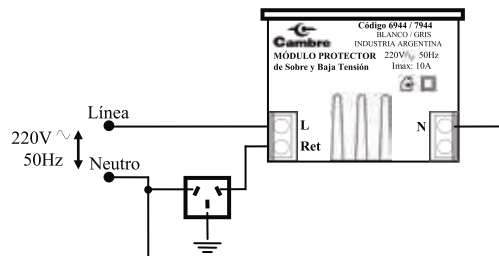 Código 6944 / 7944
BLANCO / GRIS
INDUSTRIA ARGENTINA
Cambre
MÓDULO PROTECTOR
de Sobre y Baja Tensión
220V 50Hz
Imax: 10A
Línea
L
N
220V
50Hz
Neutro
Ret